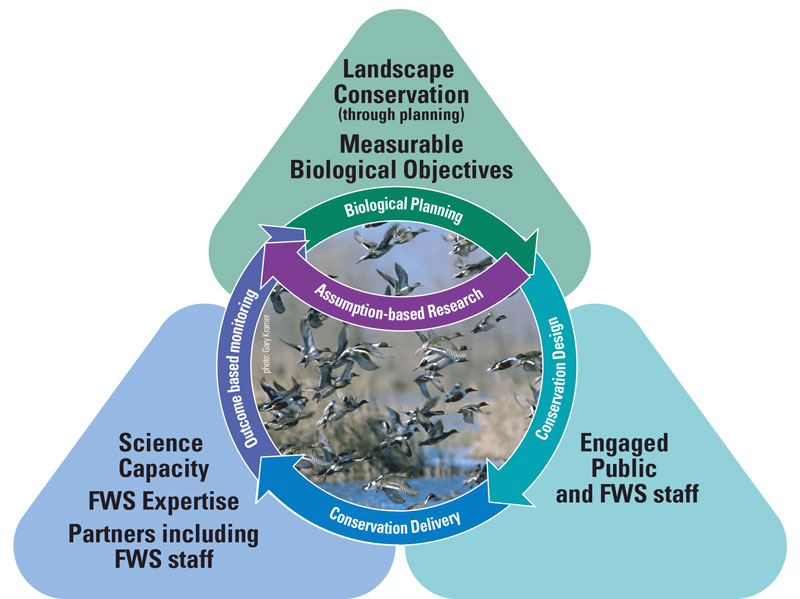 Landscape
Conservation
(through planning)
Measurable
Biological Objectives
Biological Planning
Assumption-based Research
Outcome based monitoring
photo: Gary Kramer
Conservation Design
Conservation Delivery
Science
Capacity
FWS Expertise
Partners including
FWS staff
Engaged
Public
and FWS staff